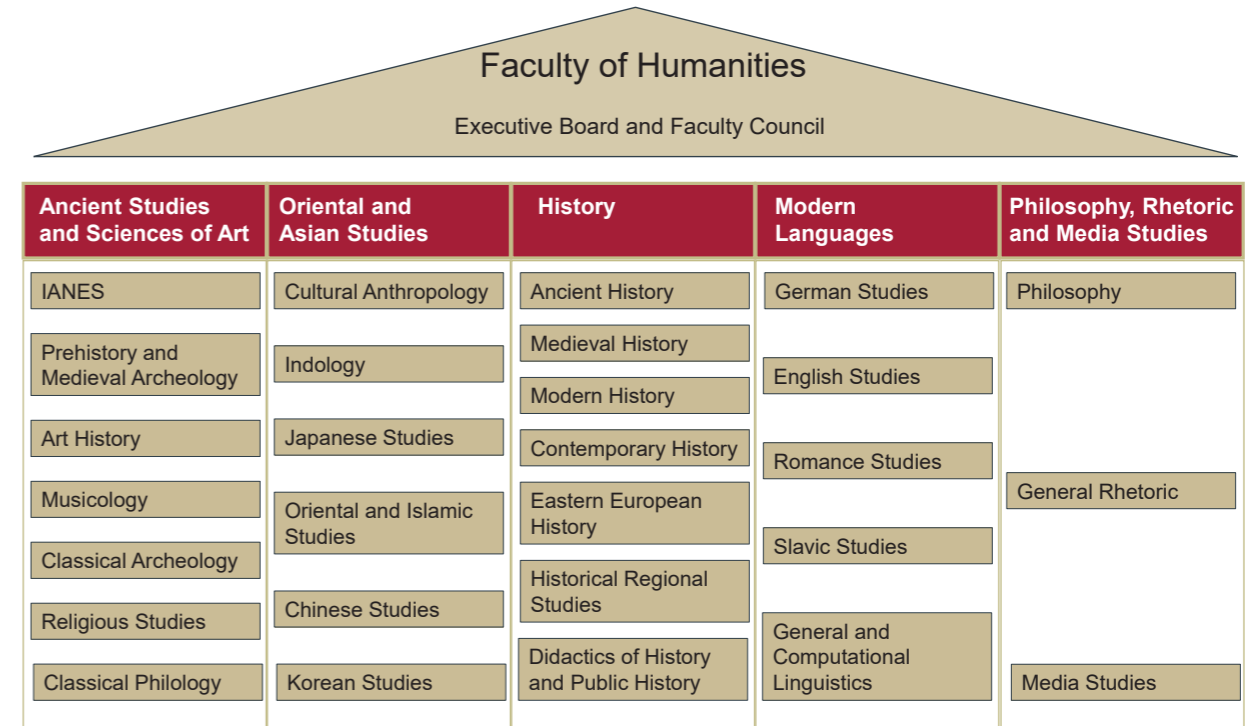 Faculty of Humanities
Executive Board and Faculty Council
Ancient Studies
and Sciences of Art
IANES
Prehistory and
Medieval Archeology
Art History
Musicology
Classical Archeology
Religious Studies
Classical Philology
Oriental and
Asian Studies
Cultural Anthropology
Indology
Japanese Studies
Oriental and Islamic
Studies
Chinese Studies
Korean Studies
History
Ancient History
Medieval History
Modern History
Contemporary History
Eastern European
History
Historical Regional
Studies
Didactics of History
and Public History
Modern
Languages
German Studies
English Studies
Romance Studies
Slavic Studies
General and
Computational
Linguistics
Philosophy, Rhetoric
and Media Studies
Philosophy
General Rhetoric
Media Studies